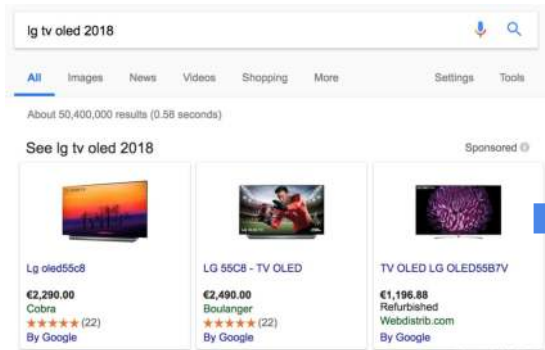 lg tv oled 2018
All Images News Videos Shopping More Settings Tools
About 50,400,000 results (0.58 seconds)
See lg tv oled 2018 Sponsored
Lg oled55c8
€2,290.00
Cobra
★★★★★ (22)
By Google
LG 55C8 - TV OLED
€2,490.00
Boulanger
★★★★★ (22)
By Google
TV OLED LG OLED55B7V
€1,196.88
Refurbished
Webdistrib.com
By Google